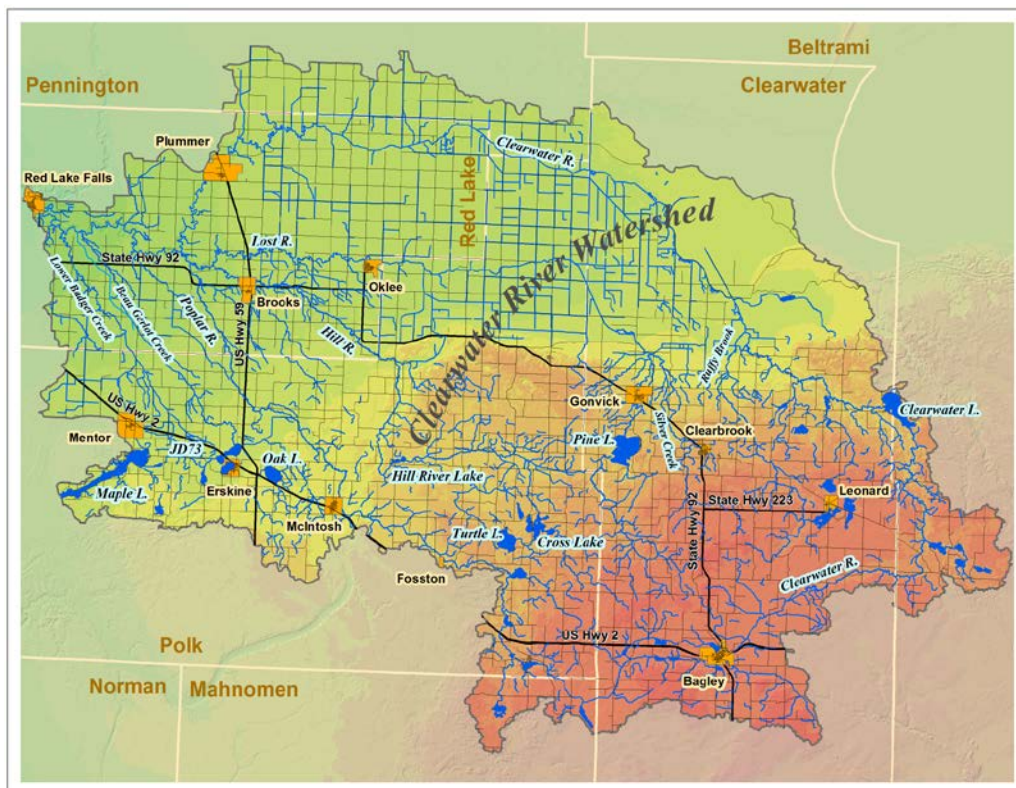 Beltrami
Pennington
Clearwater
Plummer
Clearwater R.
Red Lake Falls
Red Lake
Clearwater River Watershed
Lost R.
State Hwy 92
Oklee
Brooks
Lower Badger Creek
Beau Gerlot Creek
Poplar R.
US Hwy 59
Hill R.
Ruffy Brook
US Hwy 2
Gonvick
Clearwater L.
Silver Creek
Clearbrook
Mentor
JD73
Pine L.
Oak L.
Hill River Lake
Maple L.
Erskine
Leonard
State Hwy 223
McIntosh
State Hwy 92
Turtle L.
Cross Lake
Clearwater R.
Fosston
US Hwy 2
Polk
Bagley
Norman
Mahnomen